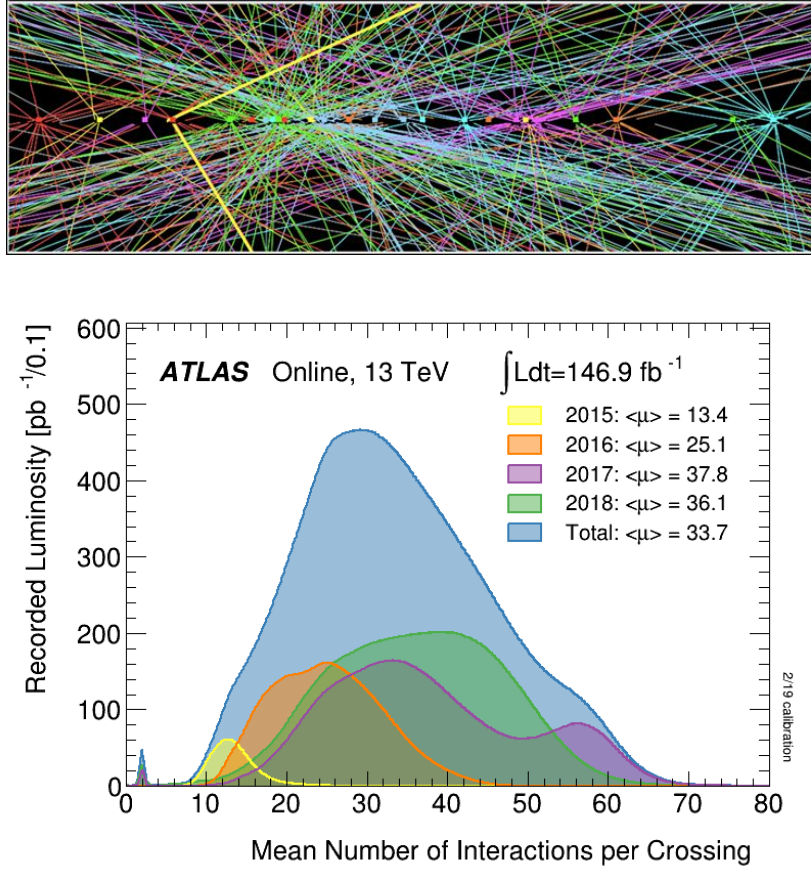 600
500
400
300
200
100
0
Recorded Luminosity [pb⁻¹/0.1]
ATLAS Online, 13 TeV ∫Ldt=146.9 fb⁻¹
2015: <μ> = 13.4
2016: <μ> = 25.1
2017: <μ> = 37.8
2018: <μ> = 36.1
Total: <μ> = 33.7
2/19 calibration
0 10 20 30 40 50 60 70 80
Mean Number of Interactions per Crossing